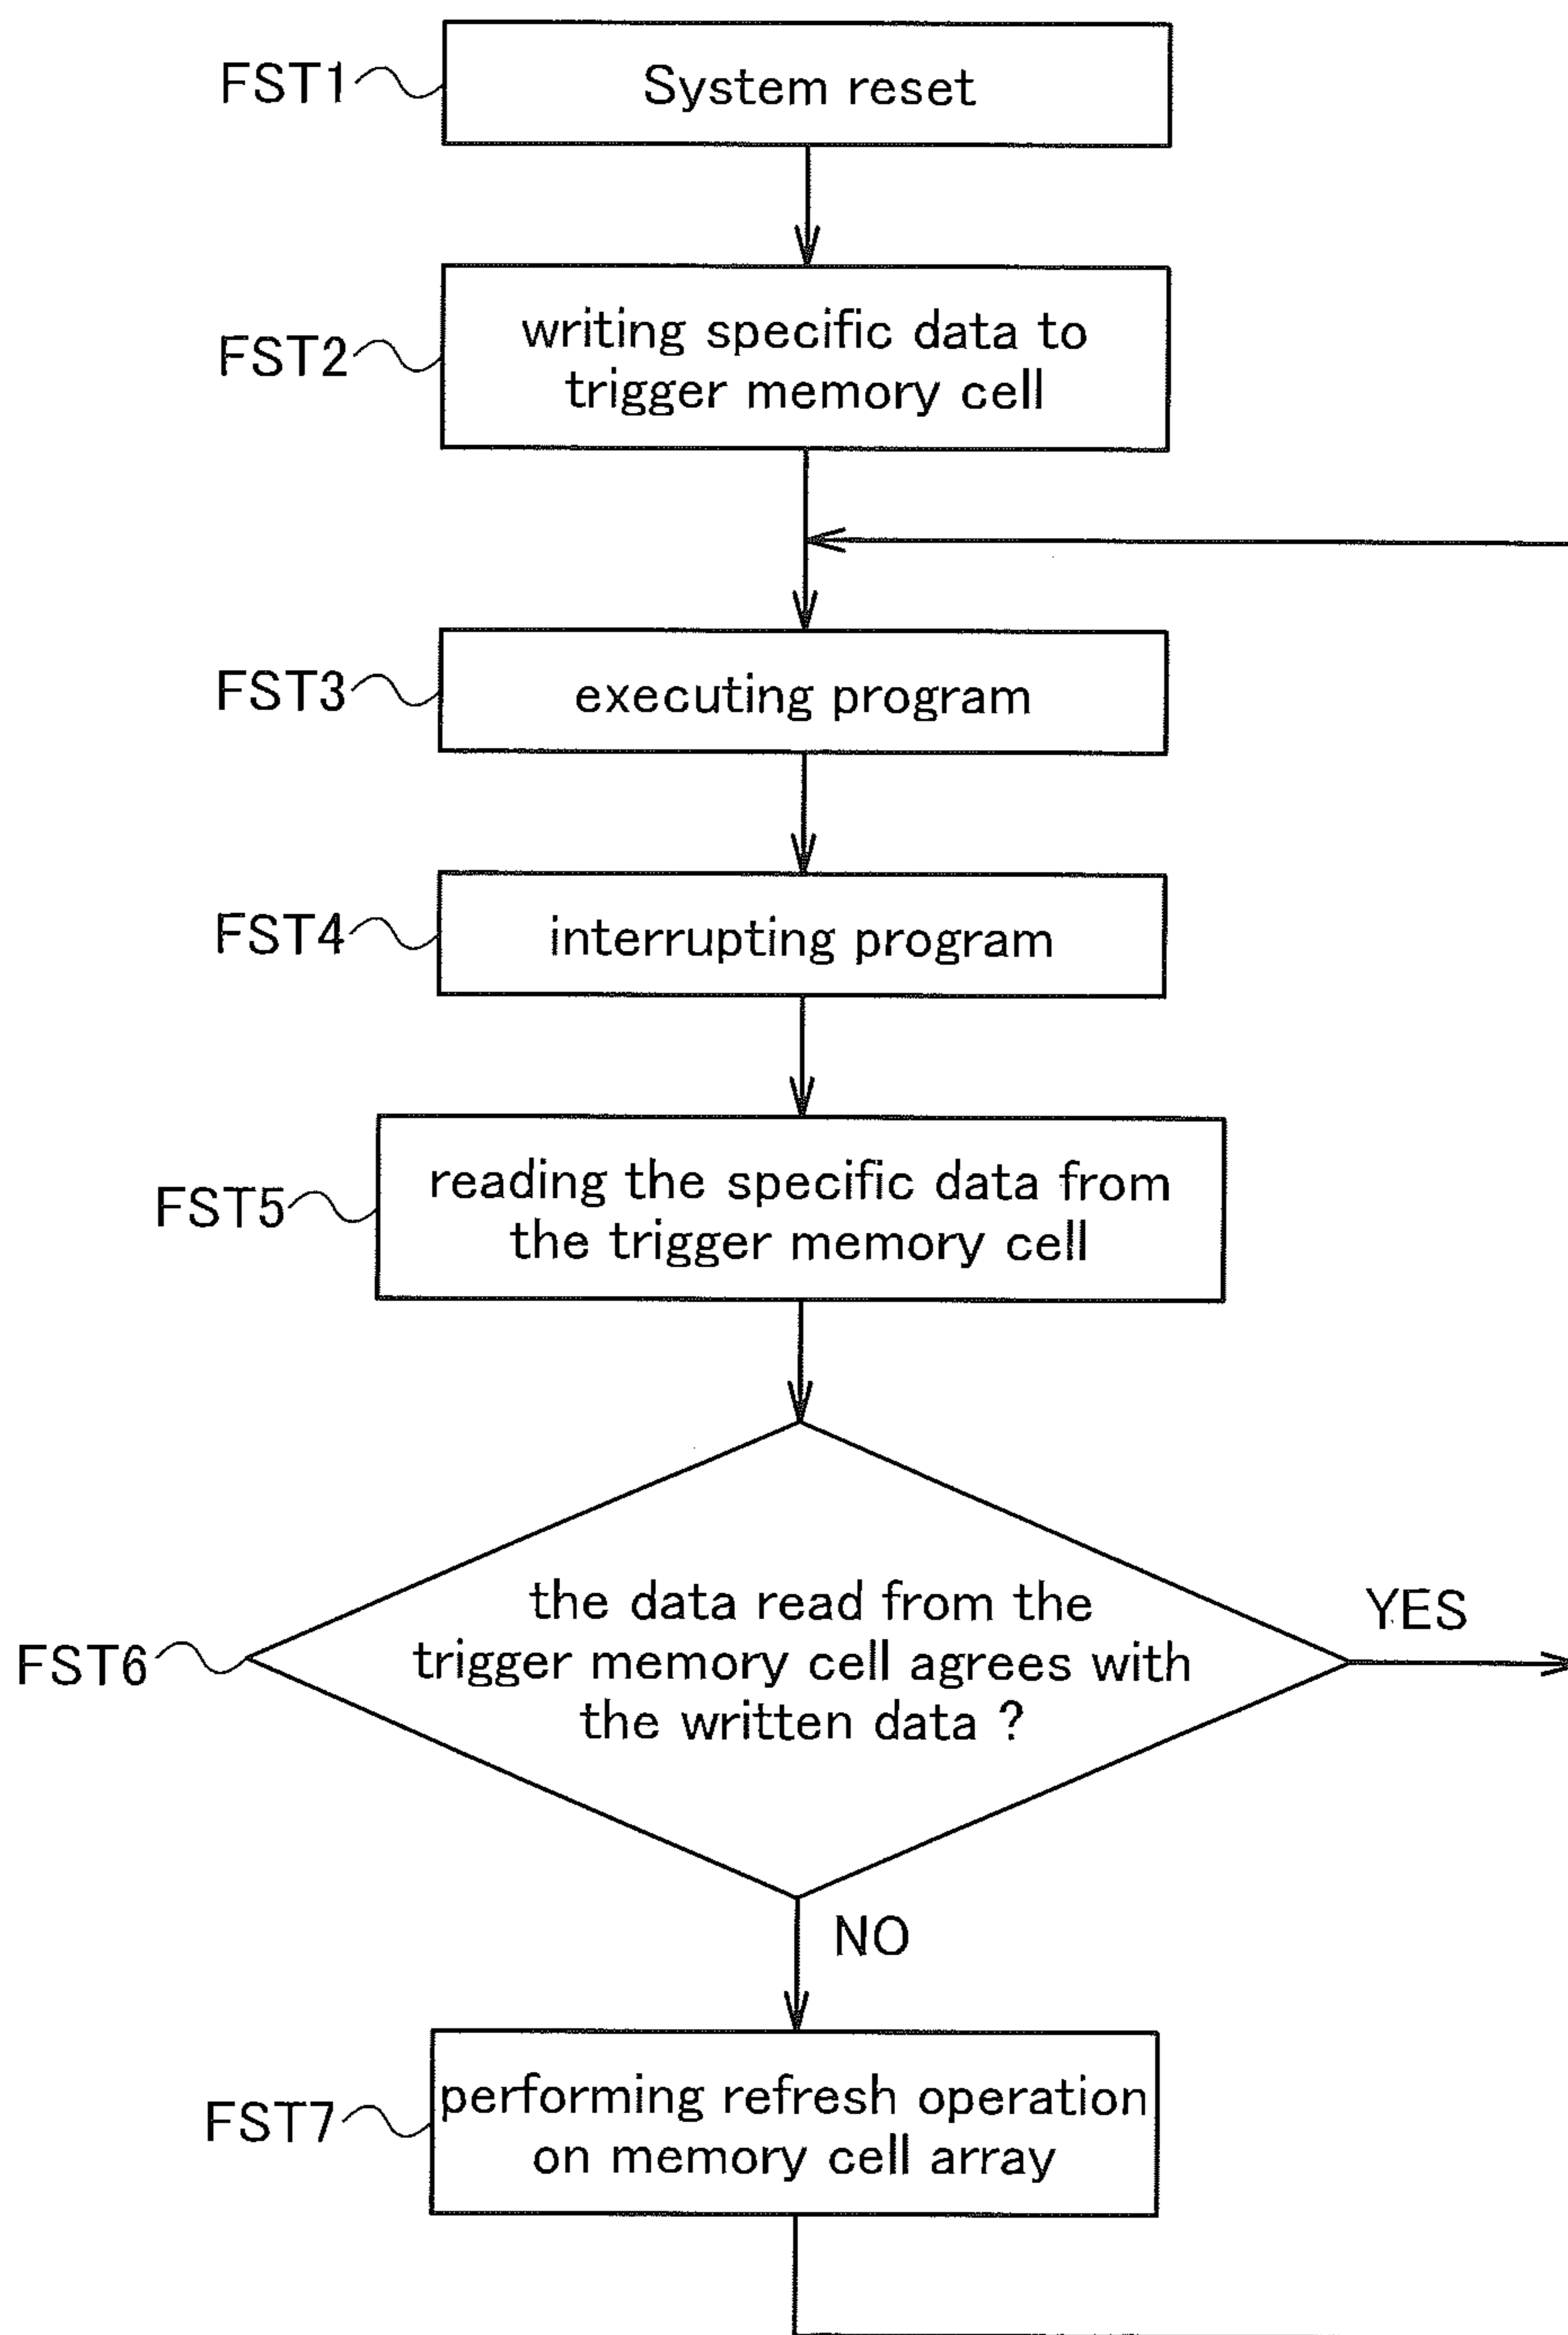 FST1
System reset
FST2
writing specific data to
trigger memory cell
FST3
executing program
FST4
interrupting program
FST5
reading the specific data from
the trigger memory cell
FST6
the data read from the
trigger memory cell agrees with
the written data ?
YES
NO
FST7
performing refresh operation
on memory cell array